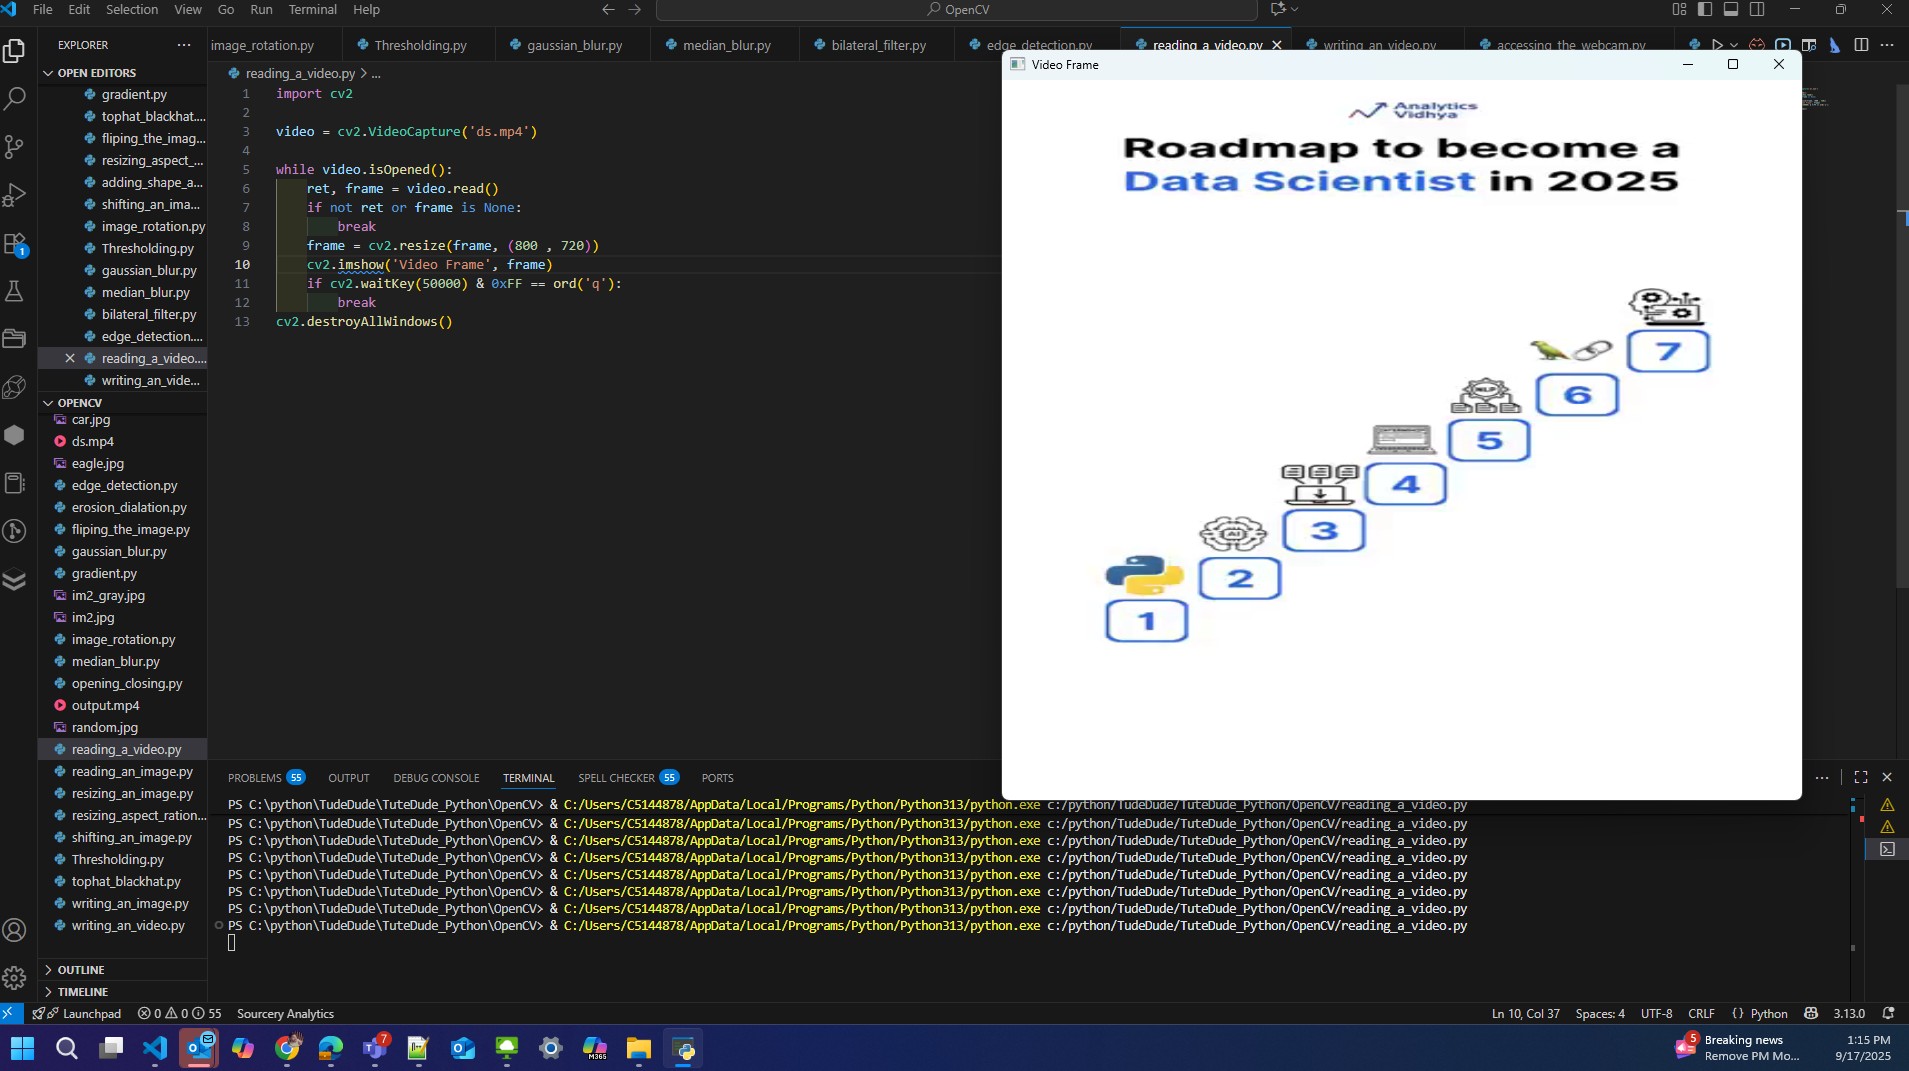 File Edit Selection View Go Run Terminal Help
OpenCV
EXPLORER
image_rotation.py Thresholding.py gaussian_blur.py median_blur.py bilateral_filter.py edge_detection.py reading_a_video.py writing_an_video.py accessing_the_webcam.py
OPEN EDITORS
gradient.py
tophat_blackhat....
fliping_the_imag...
resizing_aspect_...
adding_shape_a...
shifting_an_ima...
image_rotation.py
Thresholding.py
gaussian_blur.py
median_blur.py
bilateral_filter.py
edge_detection....
reading_a_video....
writing_an_vide...
OPENCV
car.jpg
ds.mp4
eagle.jpg
edge_detection.py
erosion_dialation.py
fliping_the_image.py
gaussian_blur.py
gradient.py
im2_gray.jpg
im2.jpg
image_rotation.py
median_blur.py
opening_closing.py
output.mp4
random.jpg
reading_a_video.py
reading_an_image.py
resizing_an_image.py
resizing_aspect_ration...
shifting_an_image.py
Thresholding.py
tophat_blackhat.py
writing_an_image.py
writing_an_video.py
OUTLINE
TIMELINE
1
reading_a_video.py > ...
1 import cv2
2
3 video = cv2.VideoCapture('ds.mp4')
4
5 while video.isOpened():
6 ret, frame = video.read()
7 if not ret or frame is None:
8 break
9 frame = cv2.resize(frame, (800 , 720))
10 cv2.imshow('Video Frame', frame)
11 if cv2.waitKey(50000) & 0xFF == ord('q'):
12 break
13 cv2.destroyAllWindows()
Video Frame
Analytics
Vidhya
Roadmap to become a
Data Scientist in 2025
7
6
NLP
5
4
3
AI
2
1
PROBLEMS 55 OUTPUT DEBUG CONSOLE TERMINAL SPELL CHECKER 55 PORTS
PS C:\python\TudeDude\TuteDude_Python\OpenCV> & C:/Users/C5144878/AppData/Local/Programs/Python/Python313/python.exe c:/python/TudeDude/TuteDude_Python/OpenCV/reading_a_video.py
PS C:\python\TudeDude\TuteDude_Python\OpenCV> & C:/Users/C5144878/AppData/Local/Programs/Python/Python313/python.exe c:/python/TudeDude/TuteDude_Python/OpenCV/reading_a_video.py
PS C:\python\TudeDude\TuteDude_Python\OpenCV> & C:/Users/C5144878/AppData/Local/Programs/Python/Python313/python.exe c:/python/TudeDude/TuteDude_Python/OpenCV/reading_a_video.py
PS C:\python\TudeDude\TuteDude_Python\OpenCV> & C:/Users/C5144878/AppData/Local/Programs/Python/Python313/python.exe c:/python/TudeDude/TuteDude_Python/OpenCV/reading_a_video.py
PS C:\python\TudeDude\TuteDude_Python\OpenCV> & C:/Users/C5144878/AppData/Local/Programs/Python/Python313/python.exe c:/python/TudeDude/TuteDude_Python/OpenCV/reading_a_video.py
PS C:\python\TudeDude\TuteDude_Python\OpenCV> & C:/Users/C5144878/AppData/Local/Programs/Python/Python313/python.exe c:/python/TudeDude/TuteDude_Python/OpenCV/reading_a_video.py
PS C:\python\TudeDude\TuteDude_Python\OpenCV> & C:/Users/C5144878/AppData/Local/Programs/Python/Python313/python.exe c:/python/TudeDude/TuteDude_Python/OpenCV/reading_a_video.py
PS C:\python\TudeDude\TuteDude_Python\OpenCV> & C:/Users/C5144878/AppData/Local/Programs/Python/Python313/python.exe c:/python/TudeDude/TuteDude_Python/OpenCV/reading_a_video.py
Launchpad 0 0 55 Sourcery Analytics Ln 10, Col 37 Spaces: 4 UTF-8 CRLF {} Python 3.13.0
7
M365
5
Breaking news
Remove PM Mo...
1:15 PM
9/17/2025